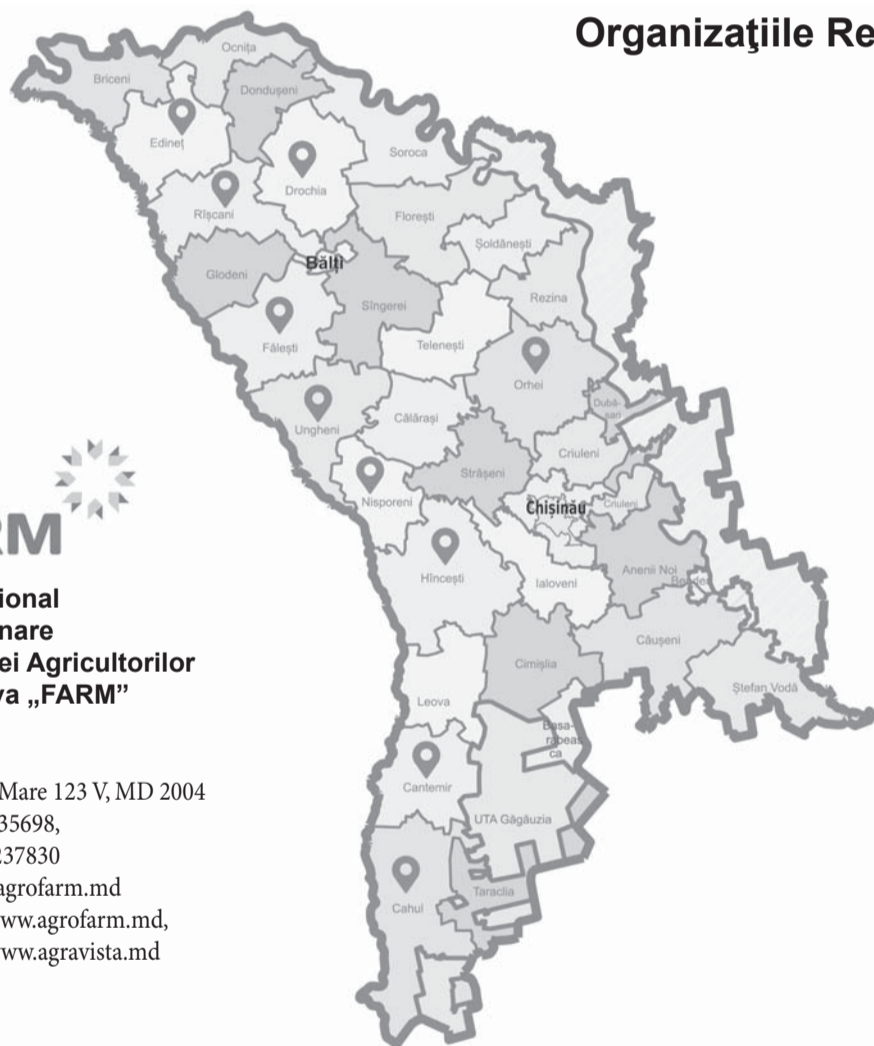 Organizaţiile Re
Ocnița
Briceni
Dondușeni
Edineț
Soroca
Drochia
Rîșcani
Florești
Șoldănești
Bălți
Glodeni
Rezina
Sîngerei
Fălești
Telenești
Orhei
Dubă-
sari
Călărași
Ungheni
Criuleni
Strășeni
Nisporeni
Chișinău
Criuleni
RM
Anenii Noi
Hîncești
Ialoveni
Bender
ional
nare
ei Agricultorilor
va „FARM”
Căușeni
Cimișlia
Ștefan Vodă
Leova
Basa-
rabeas
ca
Cantemir
Mare 123 V, MD 2004
UTA Găgăuzia
35698,
237830
agrofarm.md
Taraclia
Cahul
ww.agrofarm.md,
ww.agravista.md